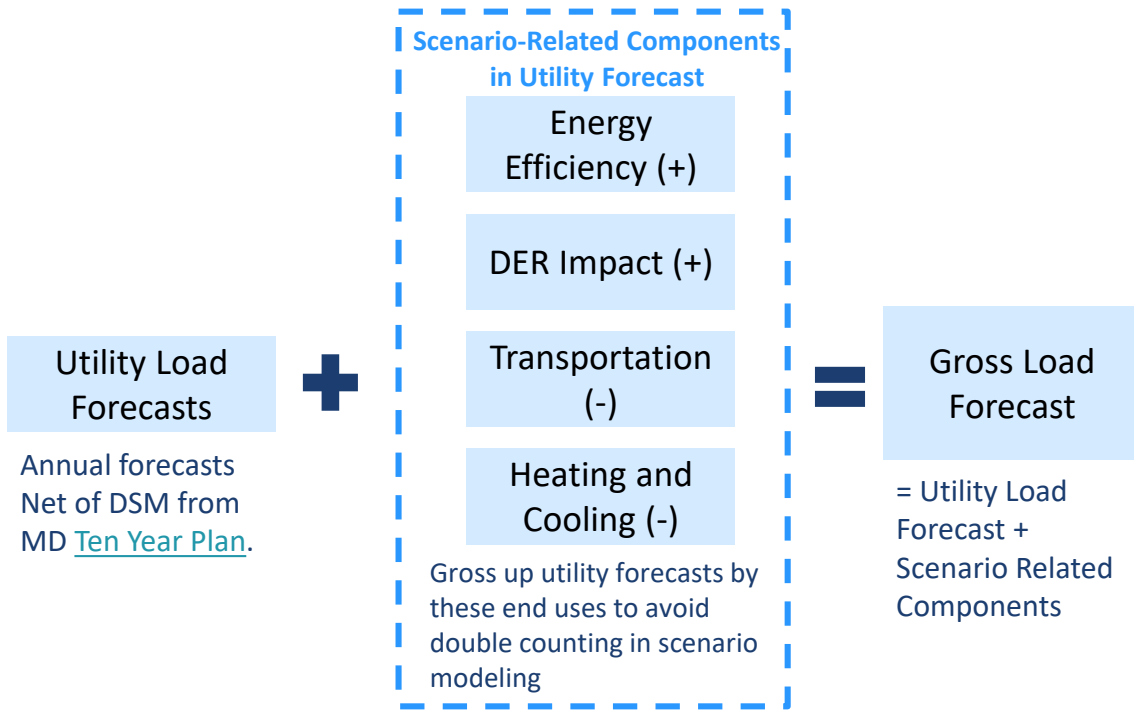 Scenario-Related Components
in Utility Forecast
Energy
Efficiency (+)
DER Impact (+)
Transportation
(-)
Heating and
Cooling (-)
Gross up utility forecasts by
these end uses to avoid
double counting in scenario
modeling
Utility Load
Forecasts
Annual forecasts
Net of DSM from
MD Ten Year Plan.
Gross Load
Forecast
= Utility Load
Forecast +
Scenario Related
Components